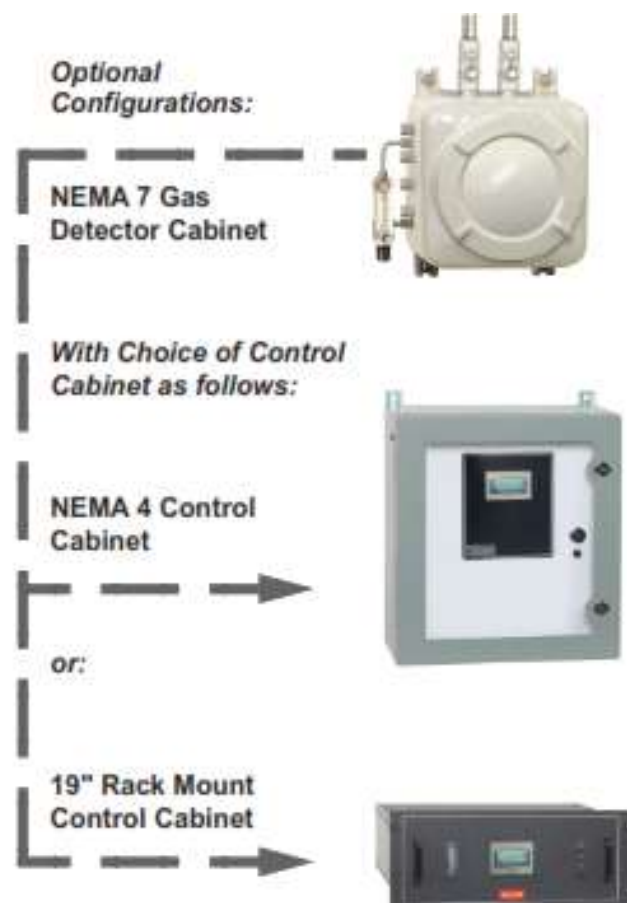 Optional
Configurations:
NEMA 7 Gas
Detector Cabinet
With Choice of Control
Cabinet as follows:
NEMA 4 Control
Cabinet
or:
19" Rack Mount
Control Cabinet